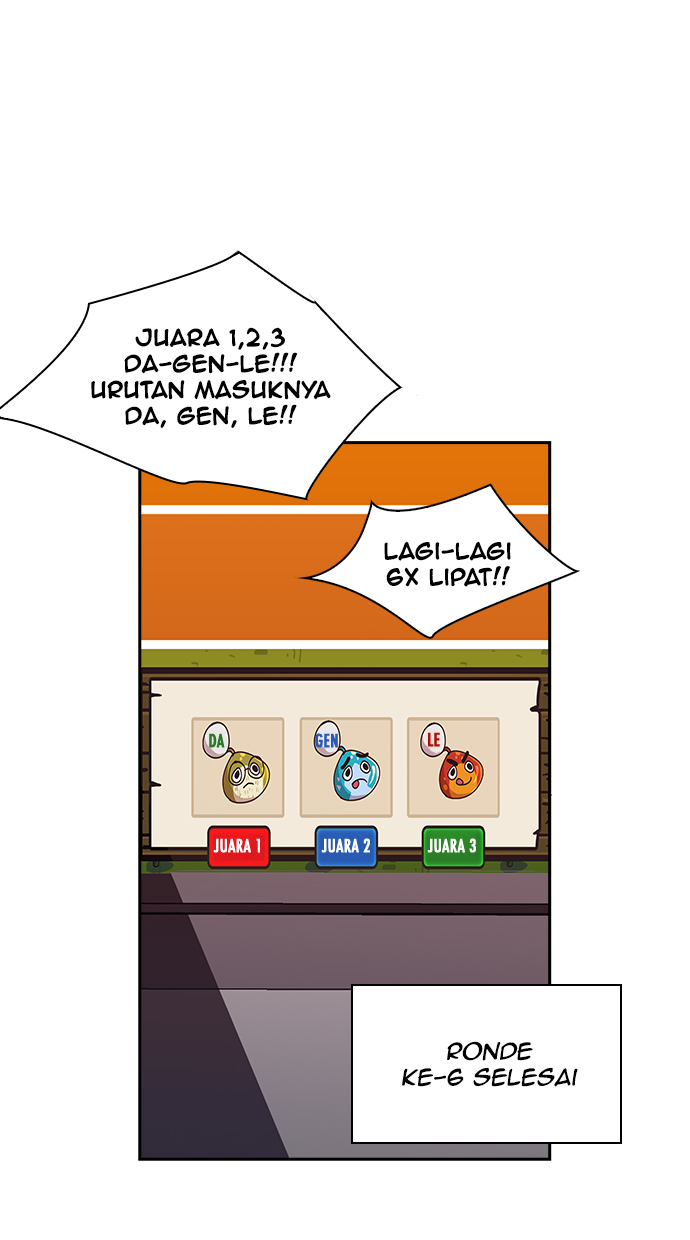 JUARA 1,2,3
DA-GEN-LE!!!
URUTAN MASUKNYA
DA, GEN, LE!!
LAGI-LAGI
6X LIPAT!!
DA
GEN
LE
JUARA 1
JUARA 2
JUARA 3
RONDE
KE-6 SELESAI